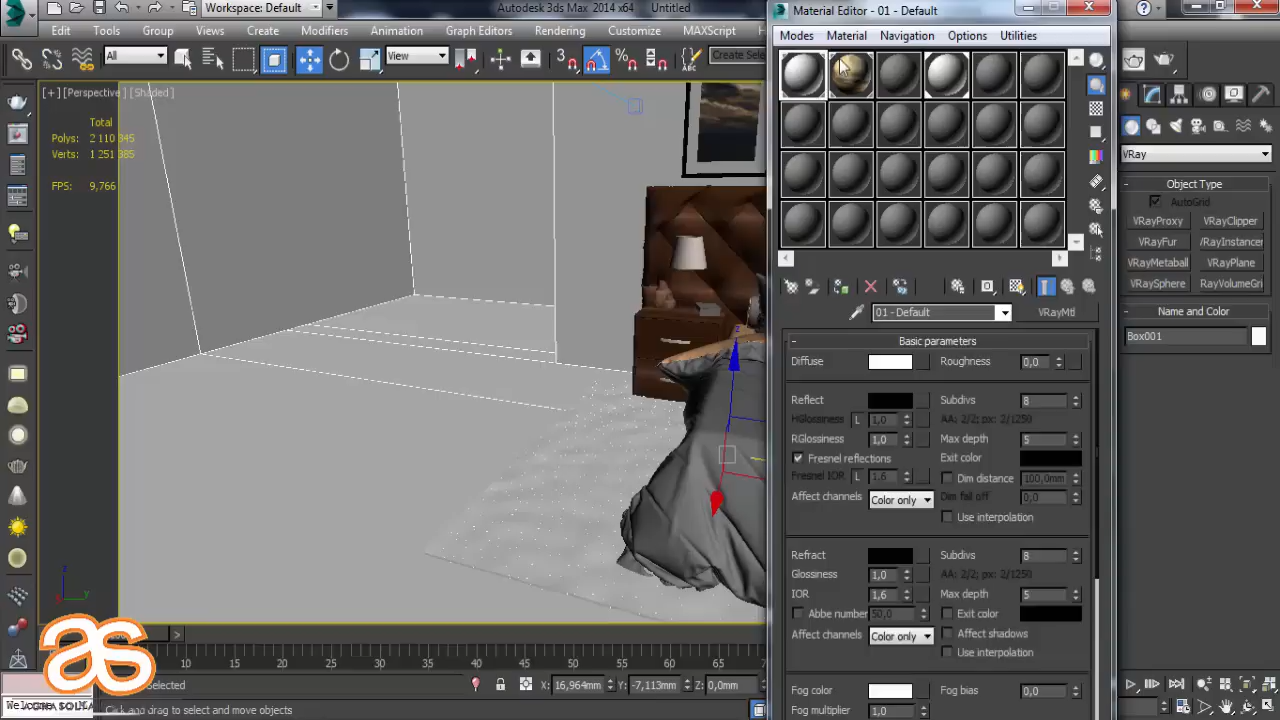 Workspace: Default
Autodesk 3ds Max 2014 x64
Untitled
Material Editor - 01 - Default
Edit
Tools
Group
Views
Create
Modifiers
Animation
Graph Editors
Rendering
Customize
MAXScript
Modes
Material
Navigation
Options
Utilities
All
View
Create Sele
[+] [Perspective] [Shaded]
Total
Polys: 2 110 345
Verts: 1 251 385
FPS: 9,766
VRay
Object Type
AutoGrid
VRayProxy
VRayClipper
VRayFur
/RayInstancer
VRayMetaball
VRayPlane
VRaySphere
RayVolumeGri
Name and Color
Box001
01 - Default
VRayMtl
Basic parameters
Diffuse
Roughness
0,0
Reflect
Subdivs
8
HGlossiness
L
1,0
AA: 2/2; px: 2/1250
RGlossiness
1,0
Max depth
5
Fresnel reflections
Exit color
Fresnel IOR
L
1.6
Dim distance
100,0mm
Affect channels
Color only
Dim fall off
0,0
Use interpolation
Refract
Subdivs
8
Glossiness
1,0
AA: 2/2; px: 2/1250
IOR
1,6
Max depth
5
Abbe number
50,0
Exit color
Affect channels
Color only
Affect shadows
Use interpolation
Fog color
Fog bias
0,0
Fog multiplier
1,0
as
10
15
20
25
30
35
40
45
50
55
60
65
70
Selected
X: 16,964mm
Y: -7,113mm
Z: 0,0mm
Welcome to M
Click and drag to select and move objects